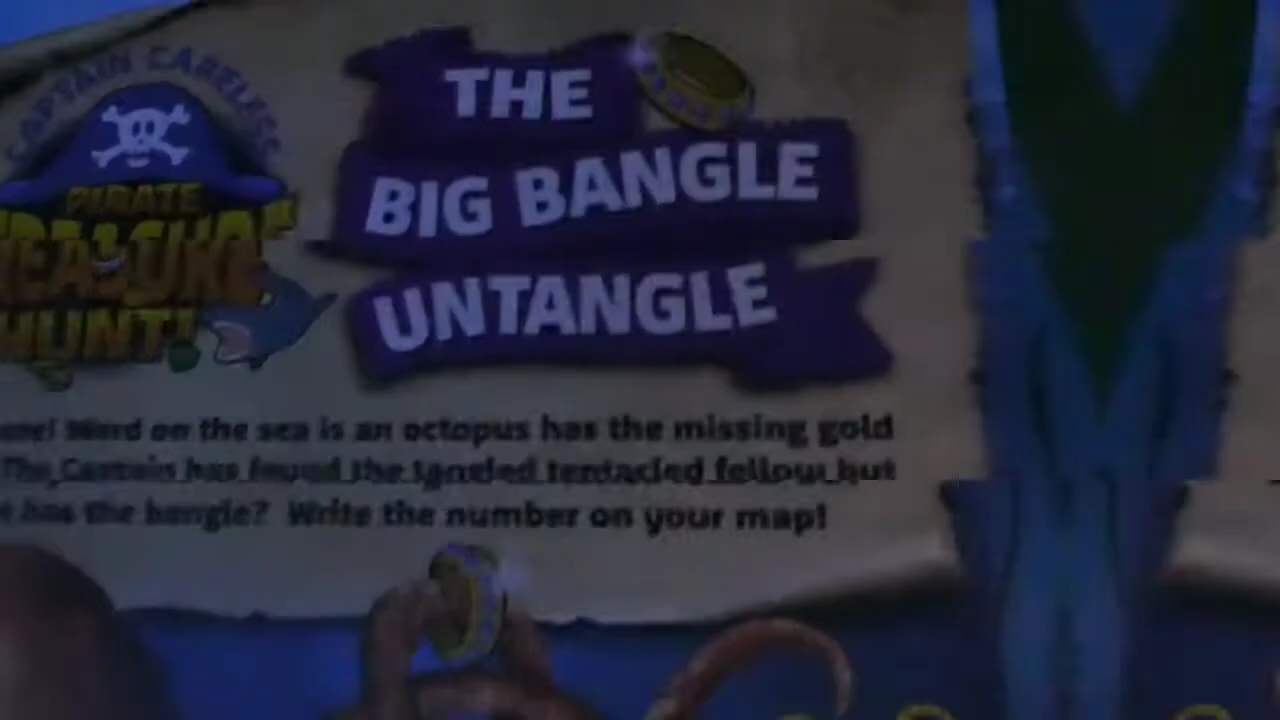 CAPTAIN CARELESS
PIRATE
TREASURE
HUNT!
THE
BIG BANGLE
UNTANGLE
on the sea is an octopus has the missing gold
The Captain has found the tangled tentacled fellow but
has the bangle? Write the number on your map!